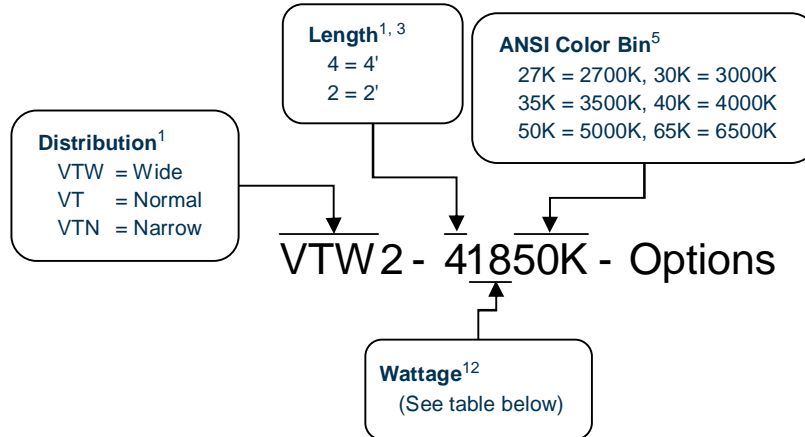 Length1, 3
4 = 4'
2 = 2'
ANSI Color Bin5
27K = 2700K, 30K = 3000K
35K = 3500K, 40K = 4000K
50K = 5000K, 65K = 6500K
Distribution1
VTW = Wide
VT = Normal
VTN = Narrow
VTW2 - 41850K - Options
Wattage12
(See table below)